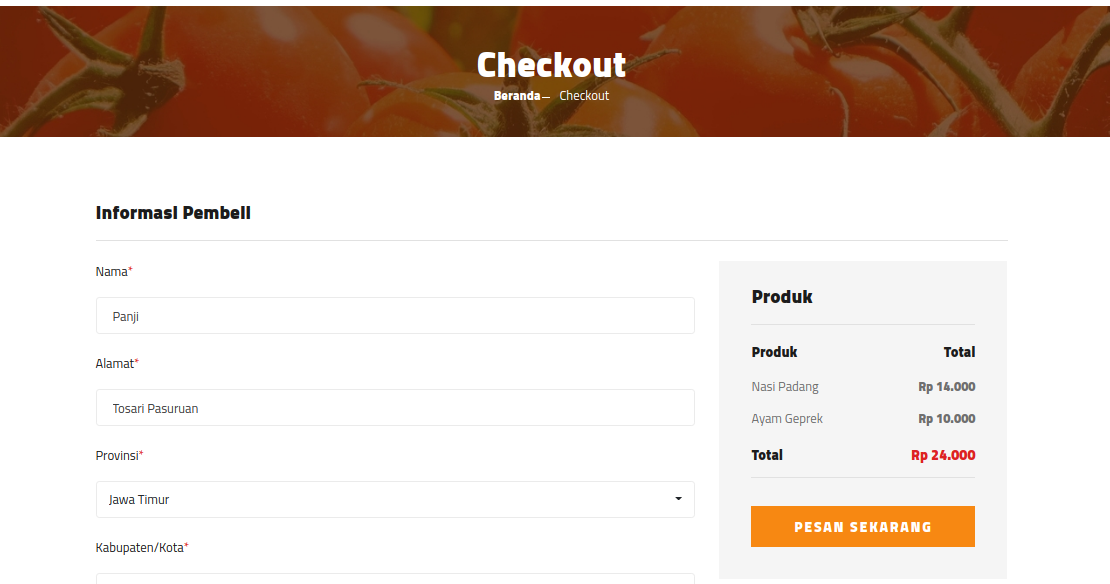 Checkout
Beranda— Checkout
Informasi Pembeli
Nama*
Panji
Alamat*
Tosari Pasuruan
Provinsi*
Jawa Timur
Kabupaten/Kota*
Produk
Produk Total
Nasi Padang Rp 14.000
Ayam Geprek Rp 10.000
Total Rp 24.000
PESAN SEKARANG